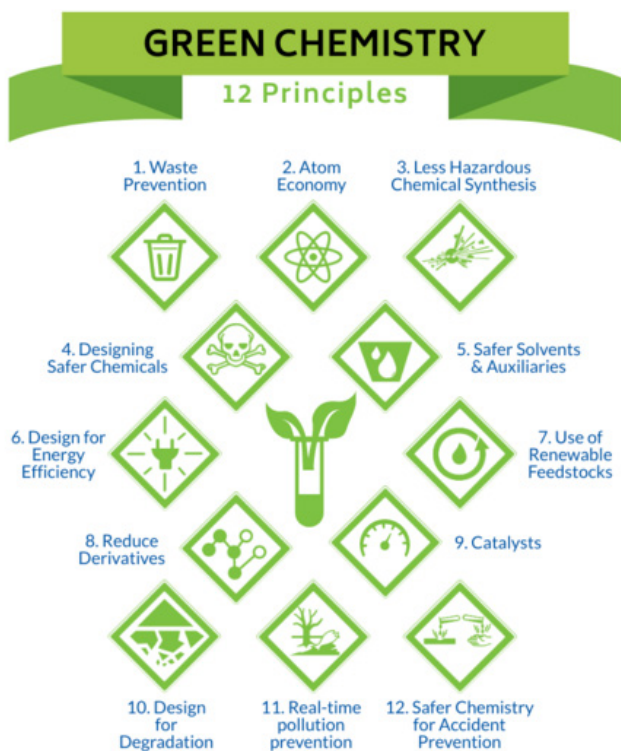 GREEN CHEMISTRY
12 Principles
1. Waste
Prevention
2. Atom
Economy
3. Less Hazardous
Chemical Synthesis
4. Designing
Safer Chemicals
5. Safer Solvents
& Auxiliaries
6. Design for
Energy
Efficiency
7. Use of
Renewable
Feedstocks
8. Reduce
Derivatives
9. Catalysts
10. Design
for
Degradation
11. Real-time
pollution
prevention
12. Safer Chemistry
for Accident
Prevention